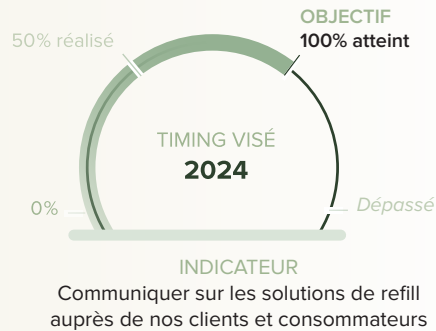 OBJECTIF
50% réalisé
100% atteint
TIMING VISÉ
2024
0%
Dépassé
INDICATEUR
Communiquer sur les solutions de refill
auprès de nos clients et consommateurs